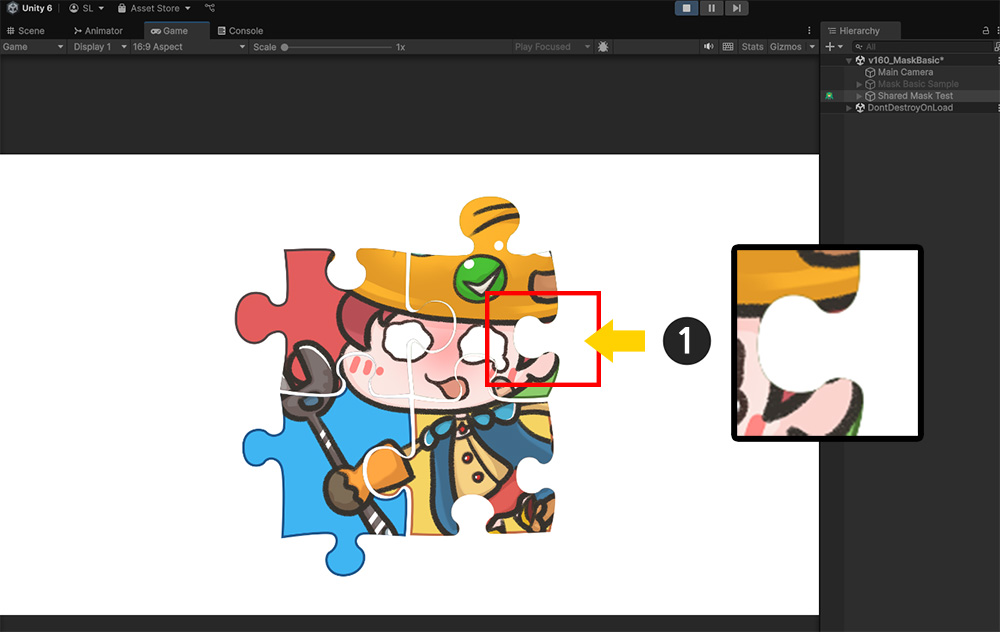 Unity 6 SL Asset Store
Scene Animator Game Console
Game Display 1 16:9 Aspect Scale 1x Play Focused Stats Gizmos
Hierarchy
All
v160_MaskBasic*
Main Camera
Mask Basic Sample
Shared Mask Test
DontDestroyOnLoad
1